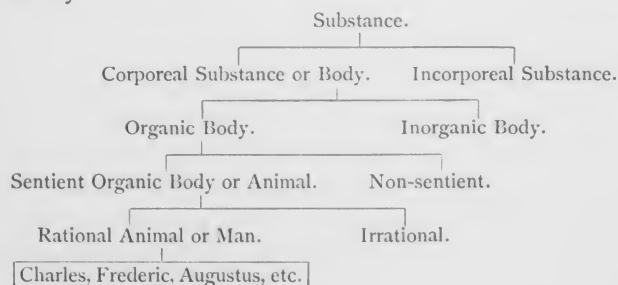 Substance.
Corporeal Substance or Body. Incorporeal Substance.
Organic Body. Inorganic Body.
Sentient Organic Body or Animal. Non-sentient.
Rational Animal or Man. Irrational.
Charles, Frederic, Augustus, etc.